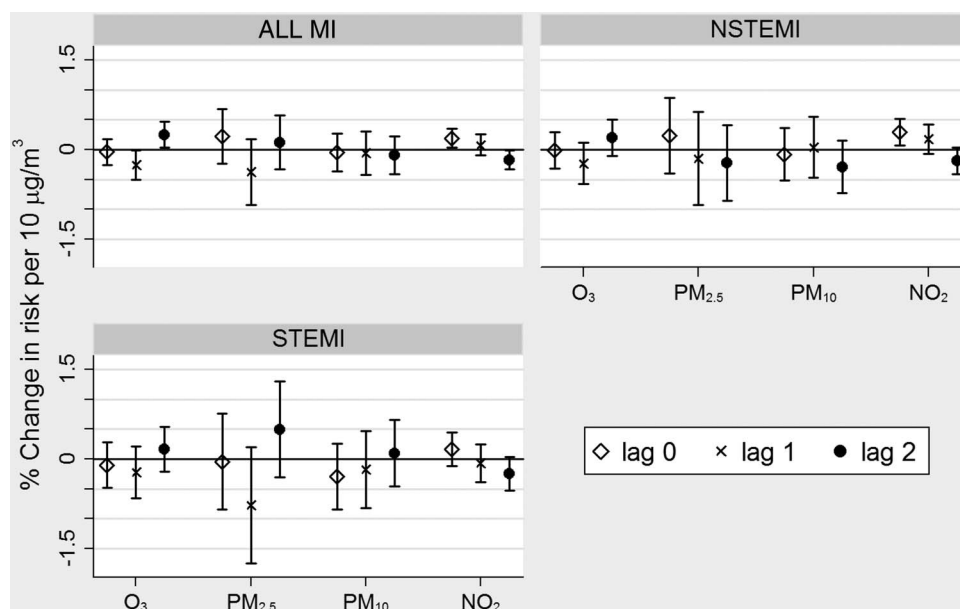 ALL MI
NSTEMI
% Change in risk per 10 μg/m³
1.5
0
-1.5
O₃ PM₂.₅ PM₁₀ NO₂
STEMI
1.5
0
-1.5
O₃ PM₂.₅ PM₁₀ NO₂
lag 0 lag 1 lag 2